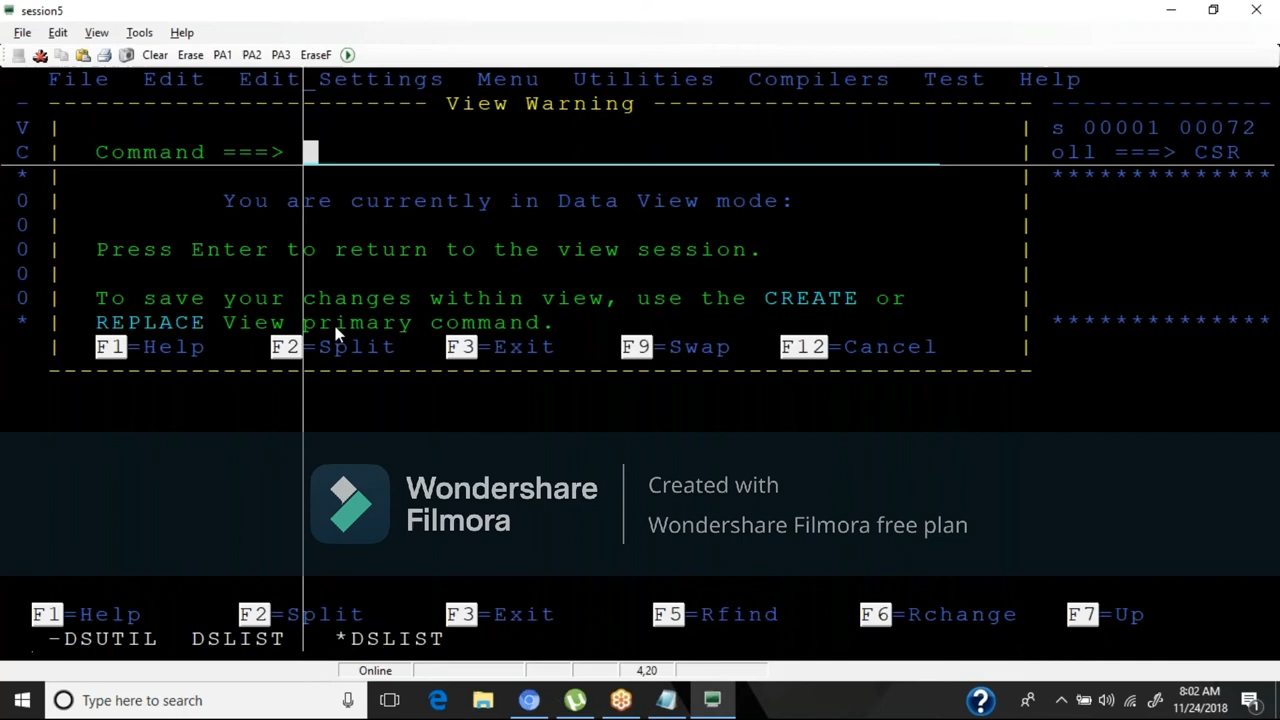 session5
File Edit View Tools Help
Clear Erase PA1 PA2 PA3 EraseF
File Edit Edit_Settings Menu Utilities Compilers Test Help
- ------------------------ View Warning ------------------------ --------------
V | | s 00001 00072
C | Command ===> | oll ===> CSR
* | | **************
0 | You are currently in Data View mode: |
0 | |
0 | Press Enter to return to the view session. |
0 | |
0 | To save your changes within view, use the CREATE or |
* | REPLACE View primary command. | **************
| F1=Help F2=Split F3=Exit F9=Swap F12=Cancel |
--------------------------------------------------------------
Wondershare Filmora
Created with
Wondershare Filmora free plan
F1=Help F2=Split F3=Exit F5=Rfind F6=Rchange F7=Up
-DSUTIL DSLIST *DSLIST
Online 4,20
Type here to search
8:02 AM
11/24/2018